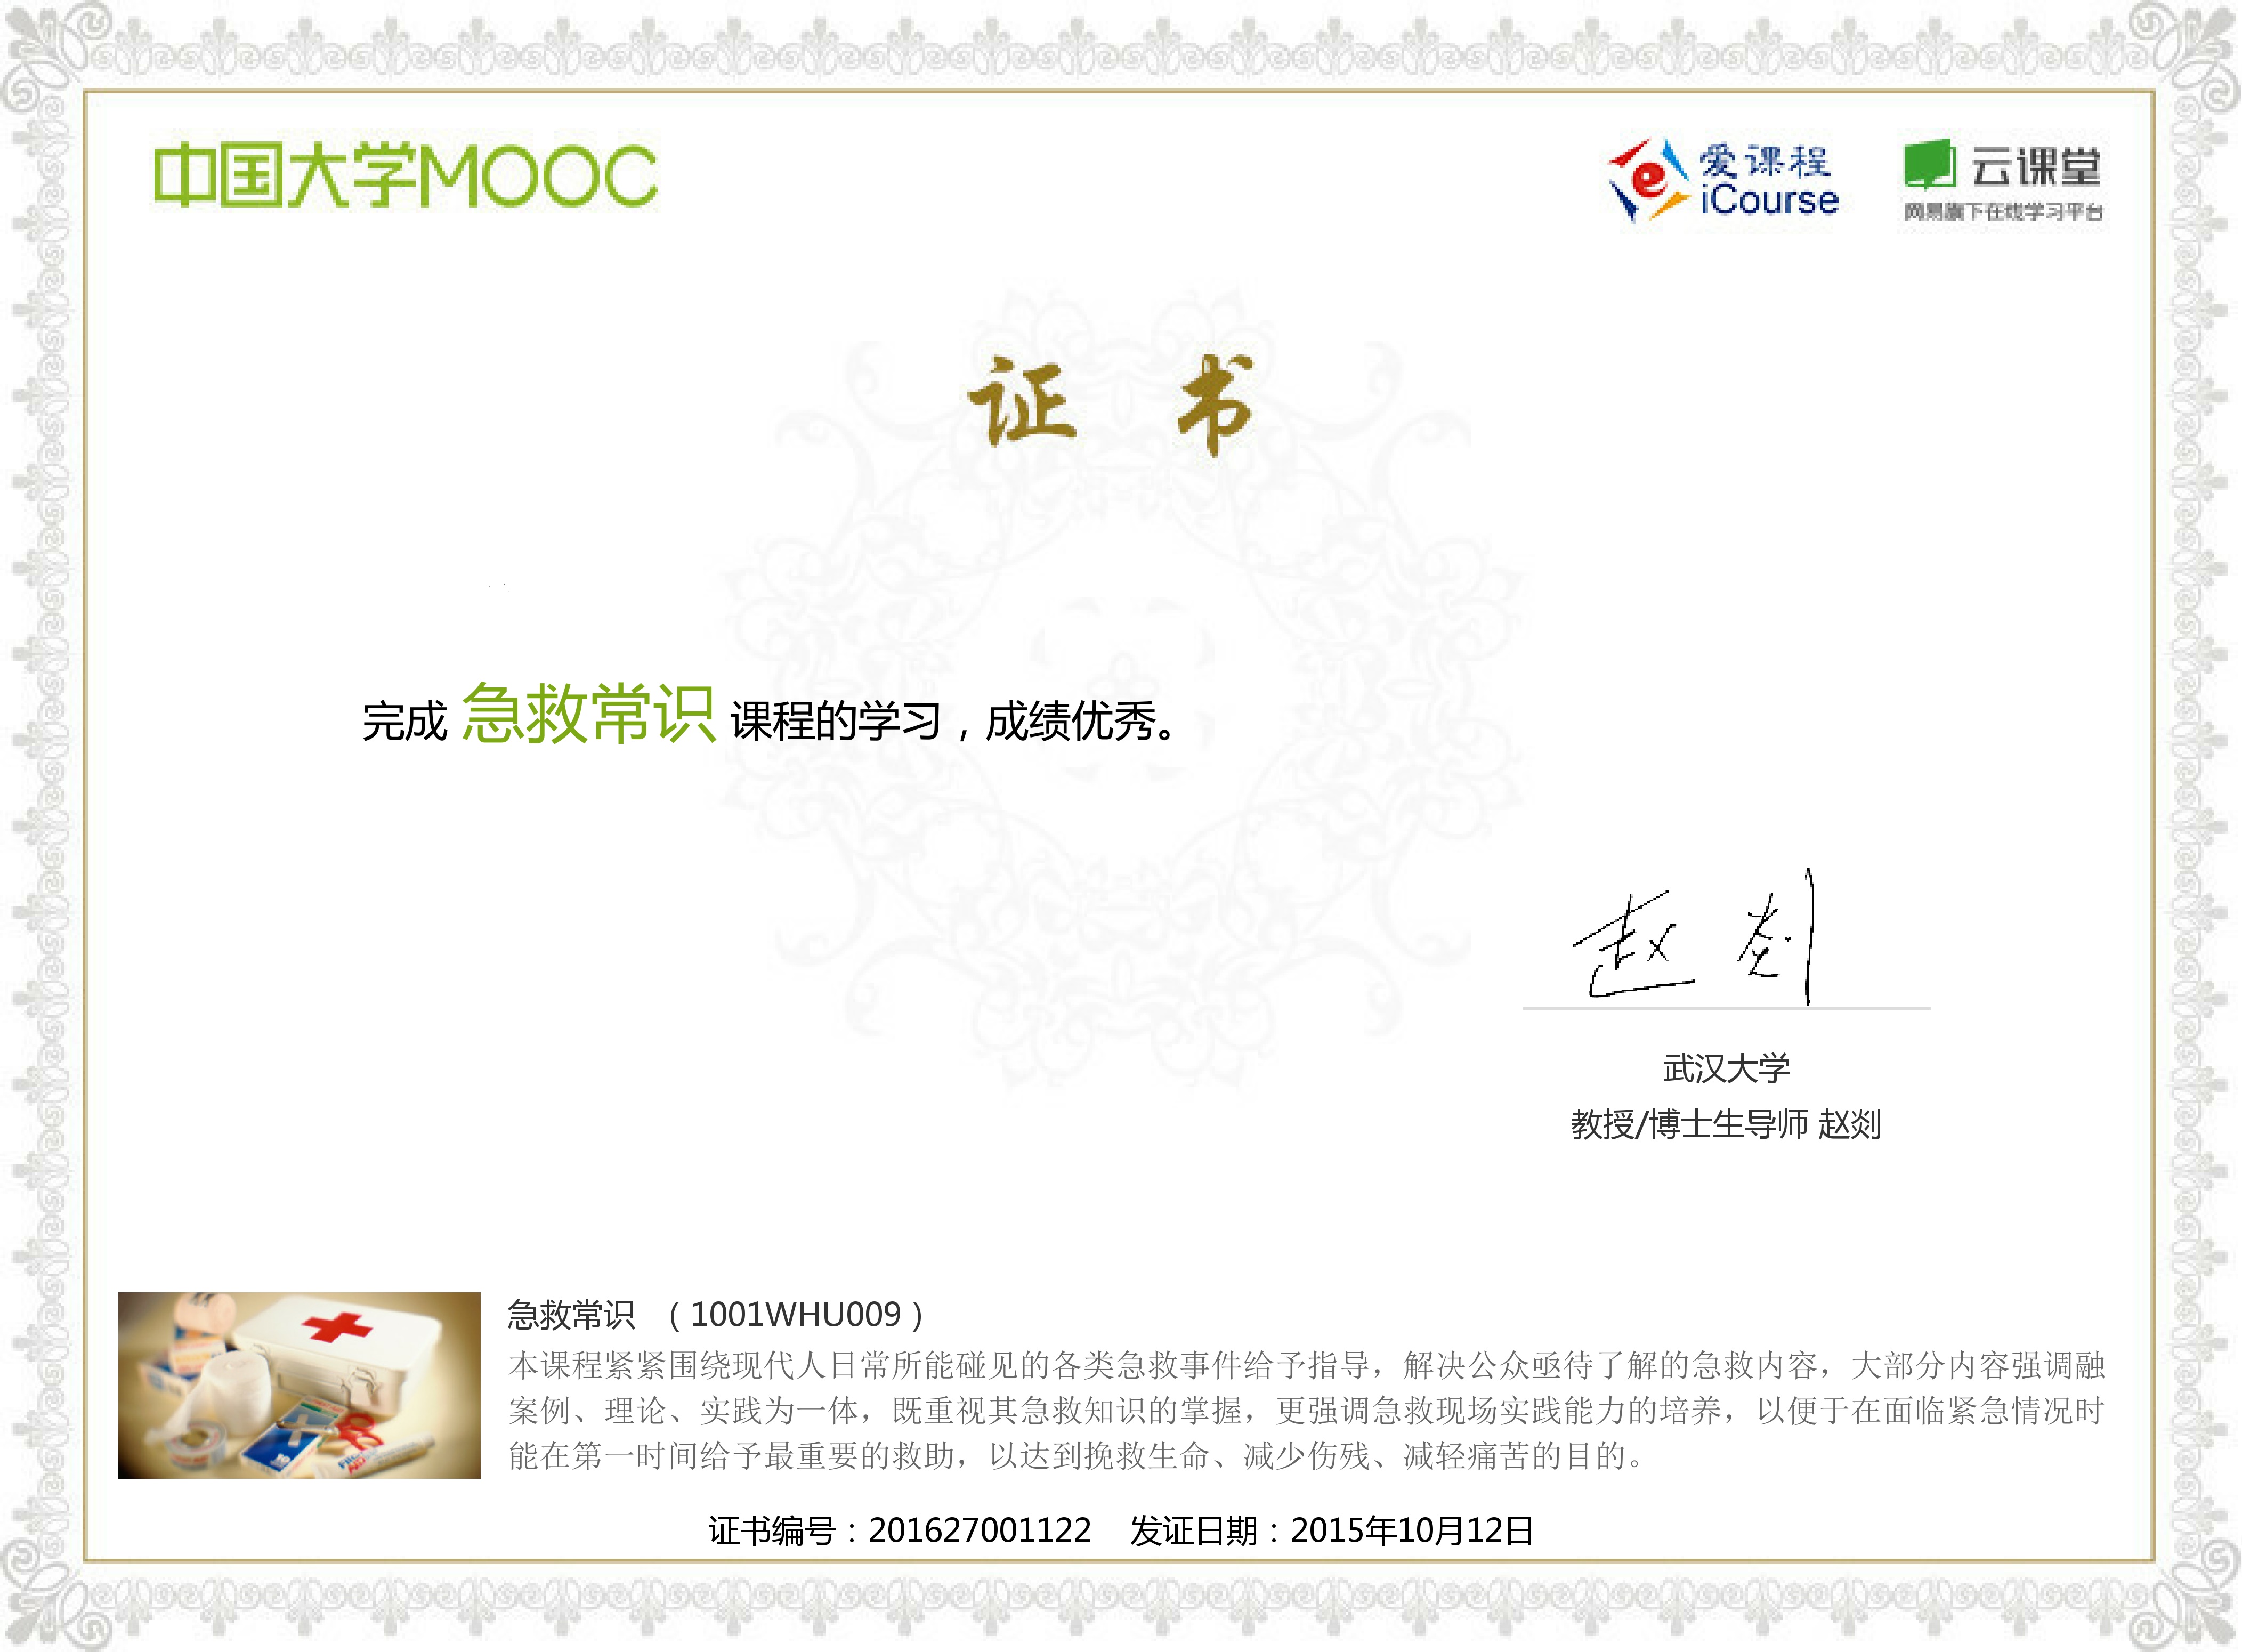 中国大学MOOC
爱课程
iCourse
云课堂
网易旗下在线学习平台
证 书
完成 急救常识 课程的学习，成绩优秀。
赵剡
武汉大学
教授/博士生导师 赵剡
急救常识 （1001WHU009）
本课程紧紧围绕现代人日常所能碰见的各类急救事件给予指导，解决公众亟待了解的急救内容，大部分内容强调融
案例、理论、实践为一体，既重视其急救知识的掌握，更强调急救现场实践能力的培养，以便于在面临紧急情况时
能在第一时间给予最重要的救助，以达到挽救生命、减少伤残、减轻痛苦的目的。
证书编号：201627001122 发证日期：2015年10月12日